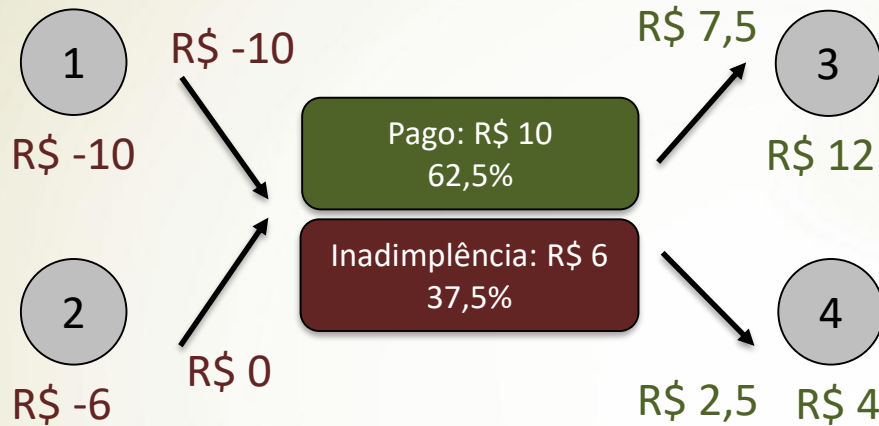 1
R$ -10
R$ -10
2
R$ 0
R$ -6
Pago: R$ 10
62,5%
Inadimplência: R$ 6
37,5%
R$ 7,5
3
R$ 12
4
R$ 2,5
R$ 4